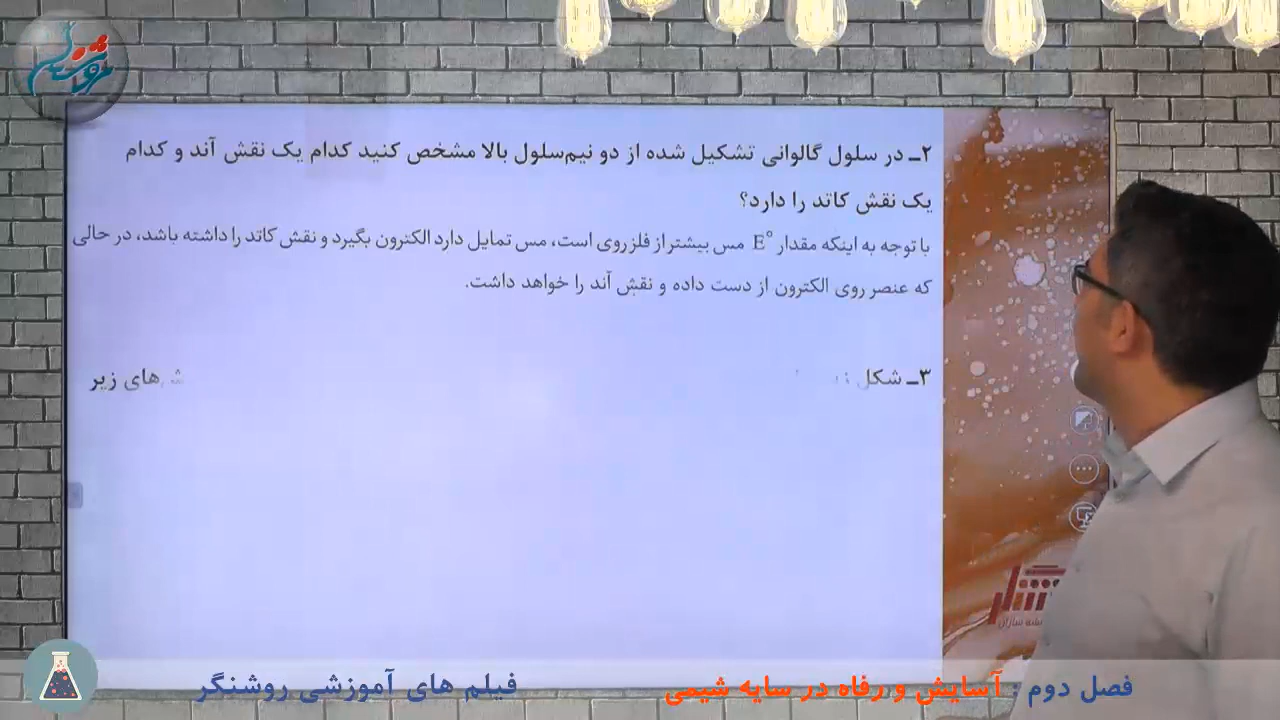 ۲ـ در سلول گالوانی تشکیل شده از دو نیم‌سلول بالا مشخص کنید کدام یک نقش آند و کدام
یک نقش کاتد را دارد؟
با توجه به اینکه مقدار E° مس بیشتر از فلز روی است، مس تمایل دارد الکترون بگیرد و نقش کاتد را داشته باشد، در حالی
که عنصر روی الکترون از دست داده و نقش آند را خواهد داشت.
۳ـ شکل های زیر
فصل دوم : آسایش و رفاه در سایه شیمی
فیلم های آموزشی روشنگر